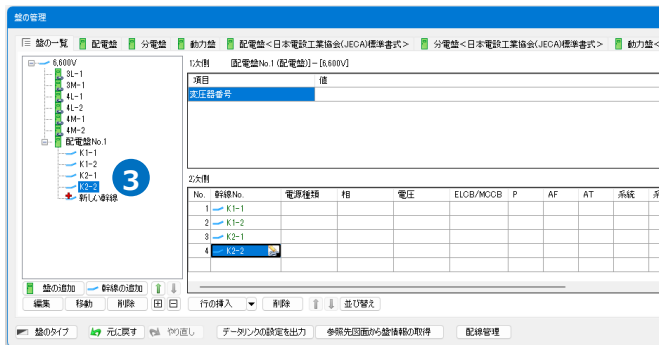 盤の管理
盤の一覧 配電盤 分電盤 動力盤 配電盤<日本電設工業協会(JECA)標準書式> 分電盤<日本電設工業協会(JECA)標準書式> 動力盤<
6,600V
3L-1
3M-1
4L-1
4L-2
4M-1
4M-2
配電盤No.1
K1-1
K1-2
K2-1
K2-2
新しい幹線
3
1次側 配電盤No.1 (配電盤)-[6,600V]
項目 値
変圧器番号
2次側
No. 幹線No. 電源種類 相 電圧 ELCB/MCCB P AF AT 系統
1 K1-1
2 K1-2
3 K2-1
4 K2-2
盤の追加 幹線の追加
編集 移動 削除 行の挿入 削除 並び替え
盤のタイプ 元に戻す やり直し データリンクの設定を出力 参照先図面から盤情報の取得 配線管理